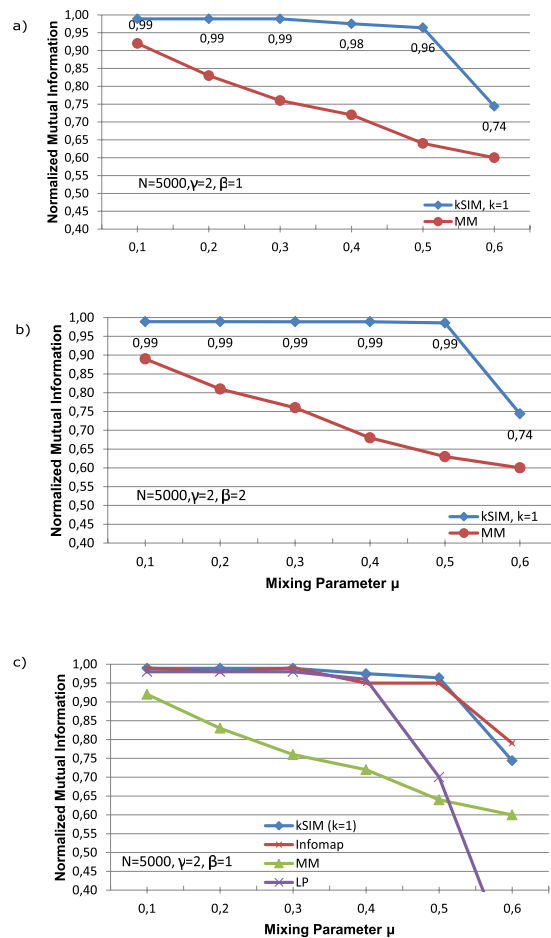 a)
Normalized Mutual Information
1,00
0,95
0,90
0,85
0,80
0,75
0,70
0,65
0,60
0,55
0,50
0,45
0,40
0,99
0,99
0,99
0,98
0,96
0,74
N=5000,γ=2, β=1
kSIM, k=1
MM
0,1 0,2 0,3 0,4 0,5 0,6
b)
Normalized Mutual Information
1,00
0,95
0,90
0,85
0,80
0,75
0,70
0,65
0,60
0,55
0,50
0,45
0,40
0,99
0,99
0,99
0,99
0,99
0,74
N=5000,γ=2, β=2
kSIM, k=1
MM
0,1 0,2 0,3 0,4 0,5 0,6
Mixing Parameter μ
c)
Normalized Mutual Information
1,00
0,95
0,90
0,85
0,80
0,75
0,70
0,65
0,60
0,55
0,50
0,45
0,40
kSIM (k=1)
Infomap
MM
LP
N=5000, γ=2, β=1
0,1 0,2 0,3 0,4 0,5 0,6
Mixing Parameter μ